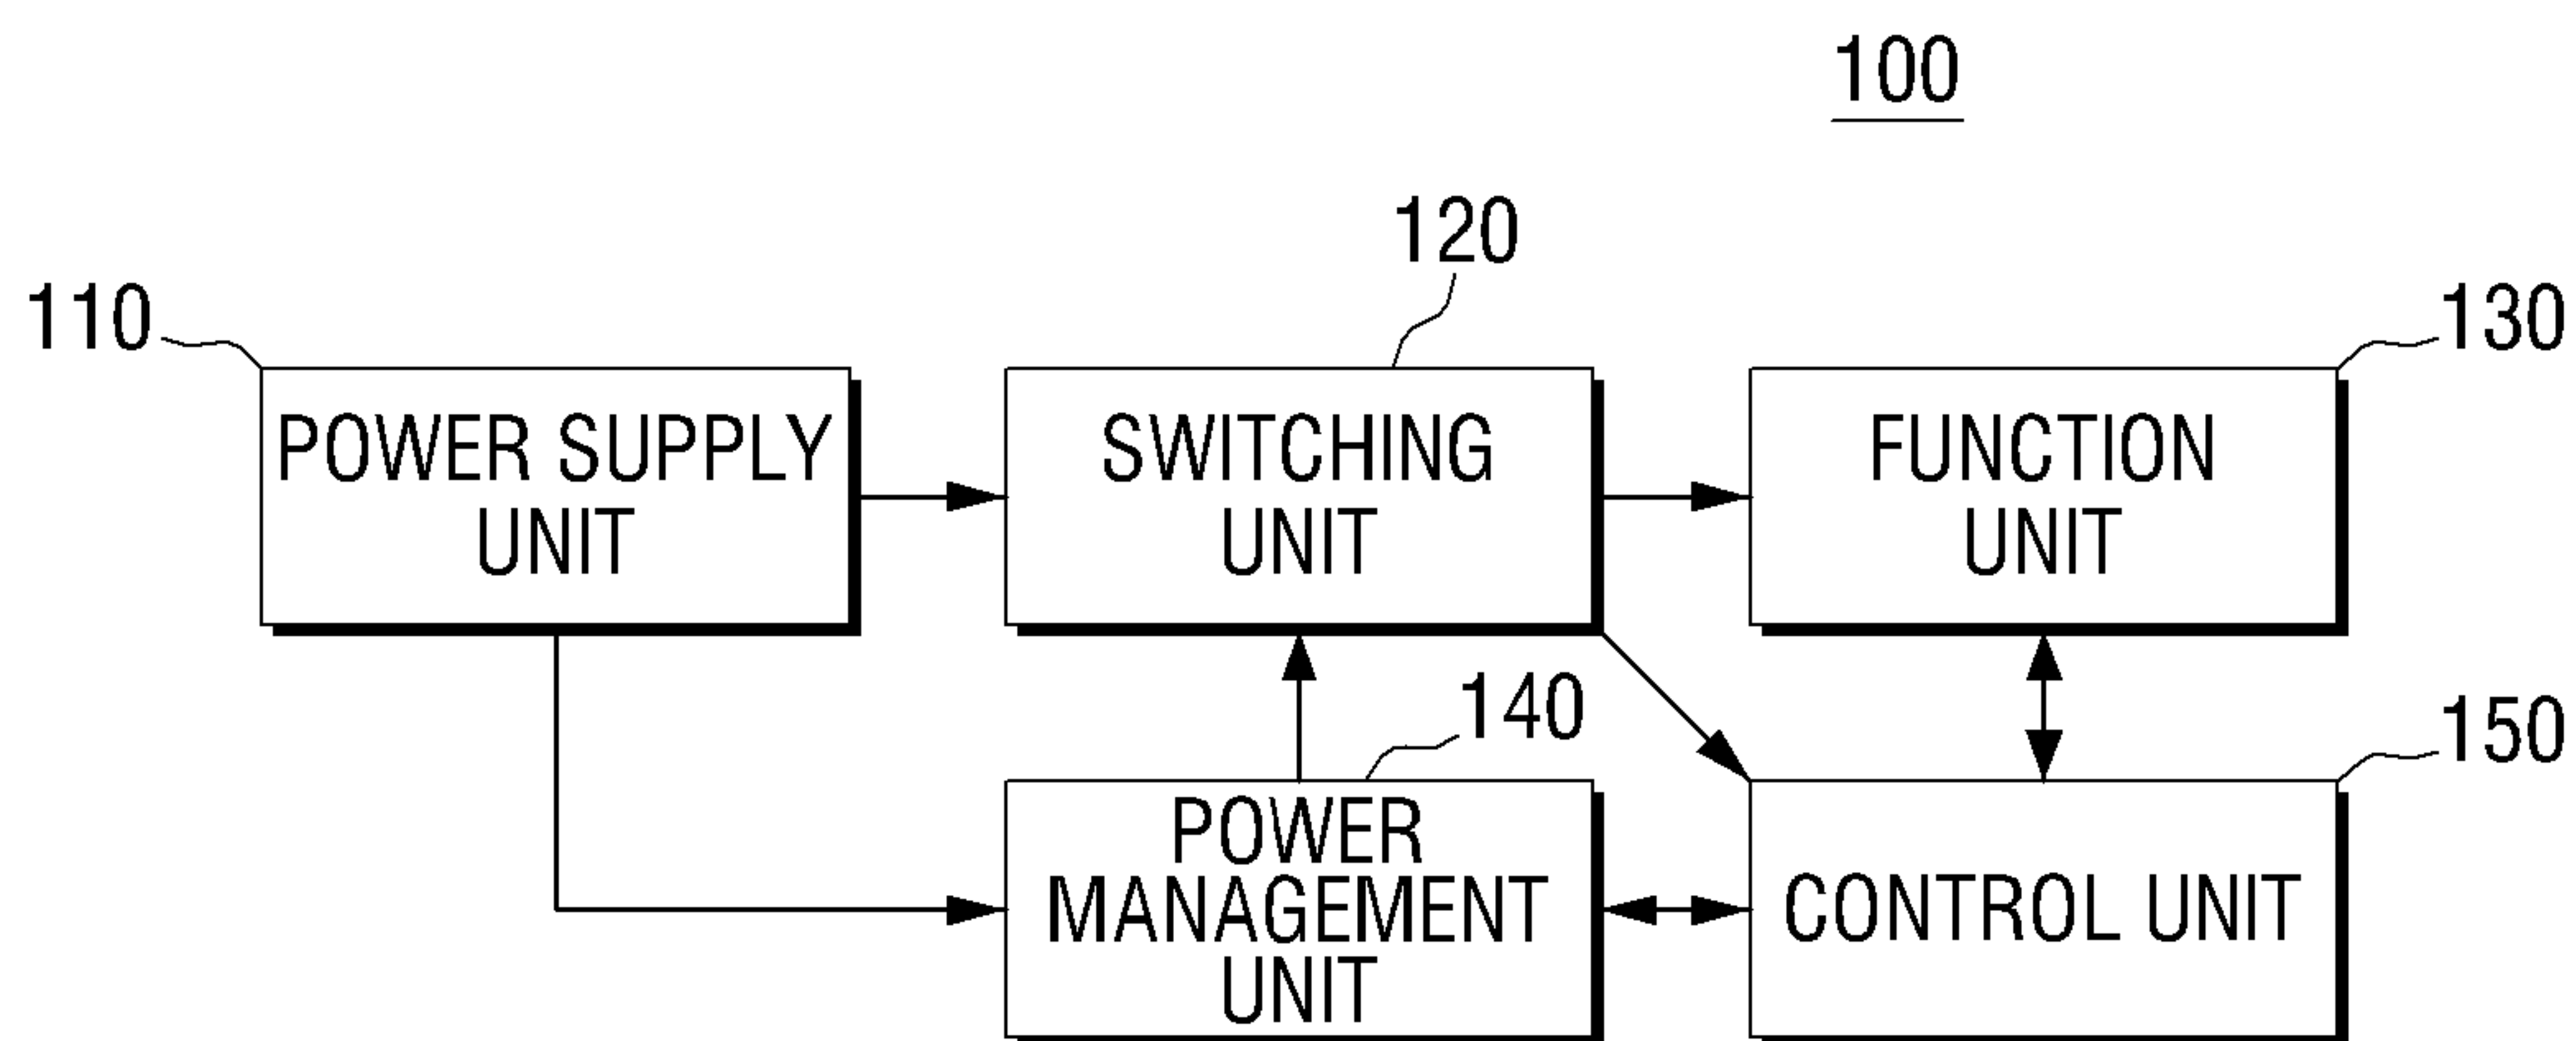 100
120
110
130
POWER SUPPLY
UNIT
SWITCHING
UNIT
FUNCTION
UNIT
140
150
POWER
MANAGEMENT
UNIT
CONTROL UNIT